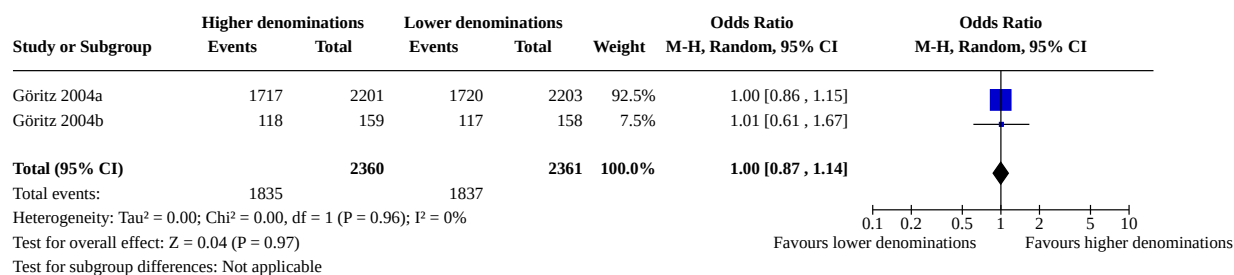 Higher denominations Lower denominations Odds Ratio Odds Ratio
Study or Subgroup Events Total Events Total Weight M-H, Random, 95% CI M-H, Random, 95% CI
Göritz 2004a 1717 2201 1720 2203 92.5% 1.00 [0.86 , 1.15]
Göritz 2004b 118 159 117 158 7.5% 1.01 [0.61 , 1.67]
Total (95% CI) 2360 2361 100.0% 1.00 [0.87 , 1.14]
Total events: 1835 1837
Heterogeneity: Tau² = 0.00; Chi² = 0.00, df = 1 (P = 0.96); I² = 0%
0.1 0.2 0.5 1 2 5 10
Test for overall effect: Z = 0.04 (P = 0.97) Favours lower denominations Favours higher denominations
Test for subgroup differences: Not applicable